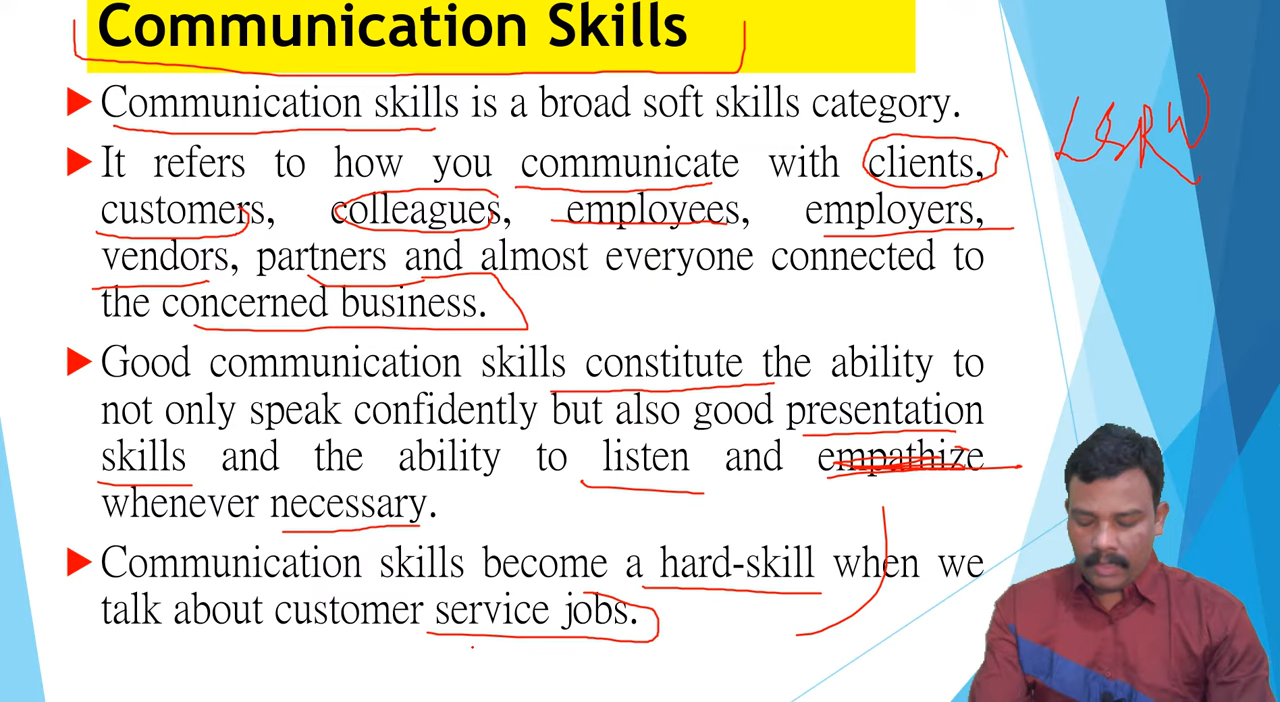 Communication Skills
Communication skills is a broad soft skills category.
LSRW
It refers to how you communicate with clients,
customers, colleagues, employees, employers,
vendors, partners and almost everyone connected to
the concerned business.
Good communication skills constitute the ability to
not only speak confidently but also good presentation
skills and the ability to listen and empathize
whenever necessary.
Communication skills become a hard-skill when we
talk about customer service jobs.